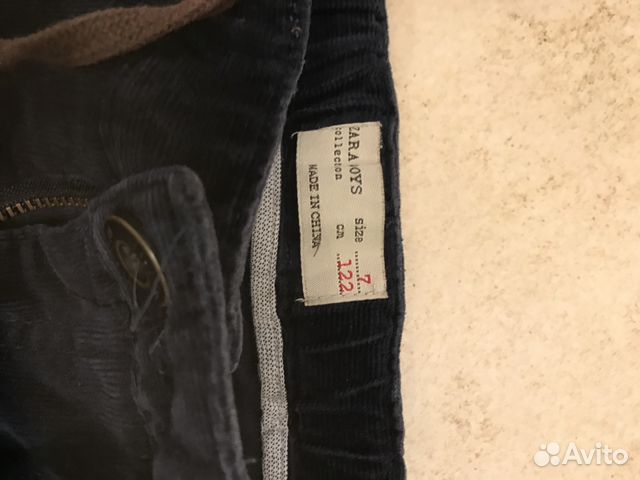 ZARA BOYS
collection
size 7
cm 122
MADE IN CHINA
Avito